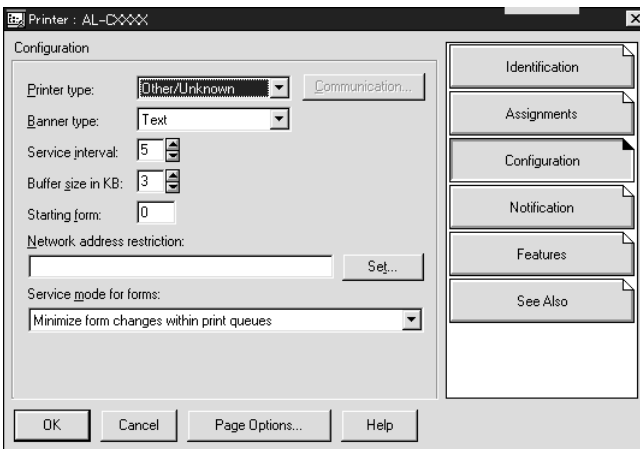 Printer : AL-CXXXX
Configuration
Printer type: Other/Unknown Communication...
Banner type: Text
Service interval: 5
Buffer size in KB: 3
Starting form: 0
Network address restriction:
Set...
Service mode for forms:
Minimize form changes within print queues
OK Cancel Page Options... Help
Identification
Assignments
Configuration
Notification
Features
See Also